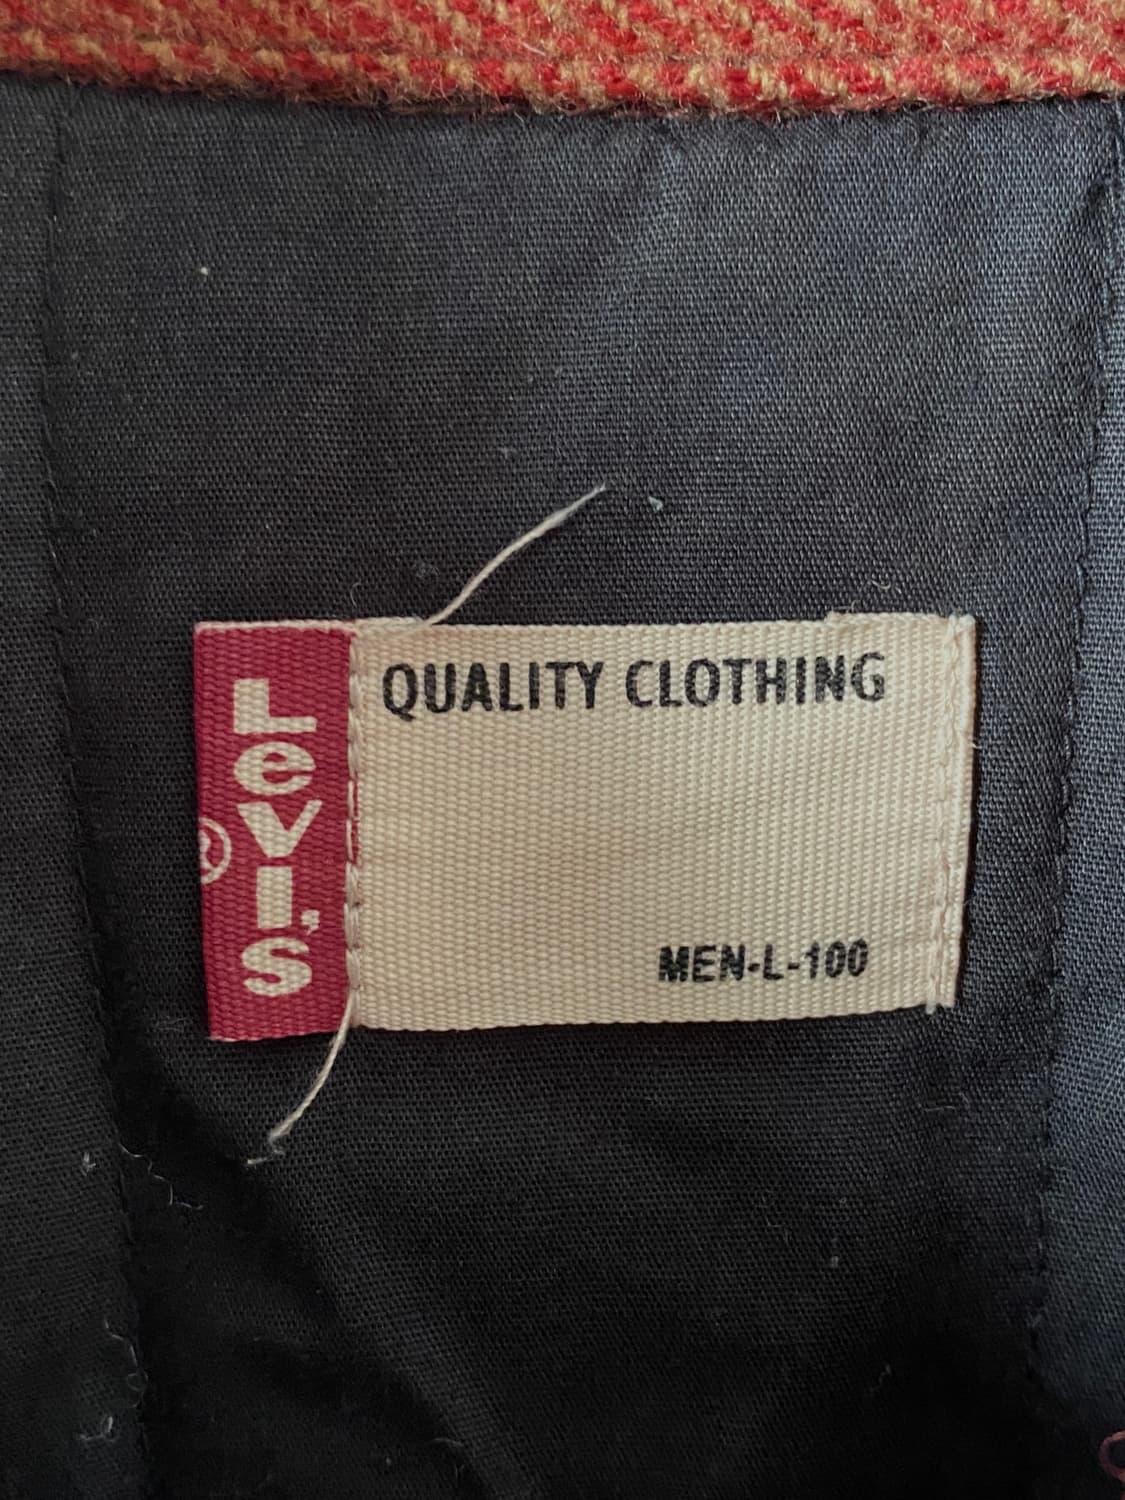 Levi's
®
QUALITY CLOTHING
MEN-L-100